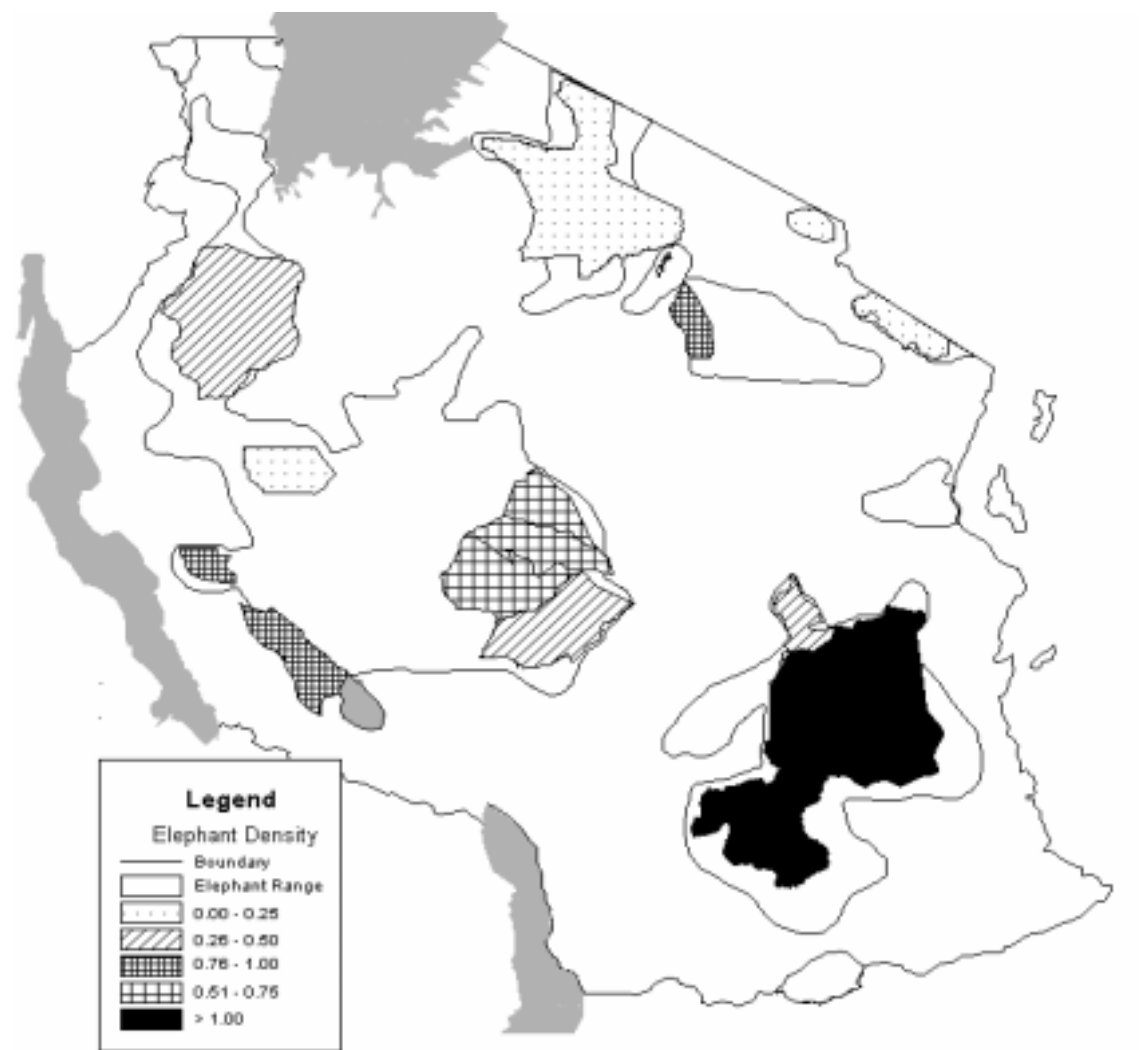 Legend
Elephant Density
Boundary
Elephant Range
0.00 - 0.25
0.26 - 0.50
0.76 - 1.00
0.51 - 0.75
> 1.00